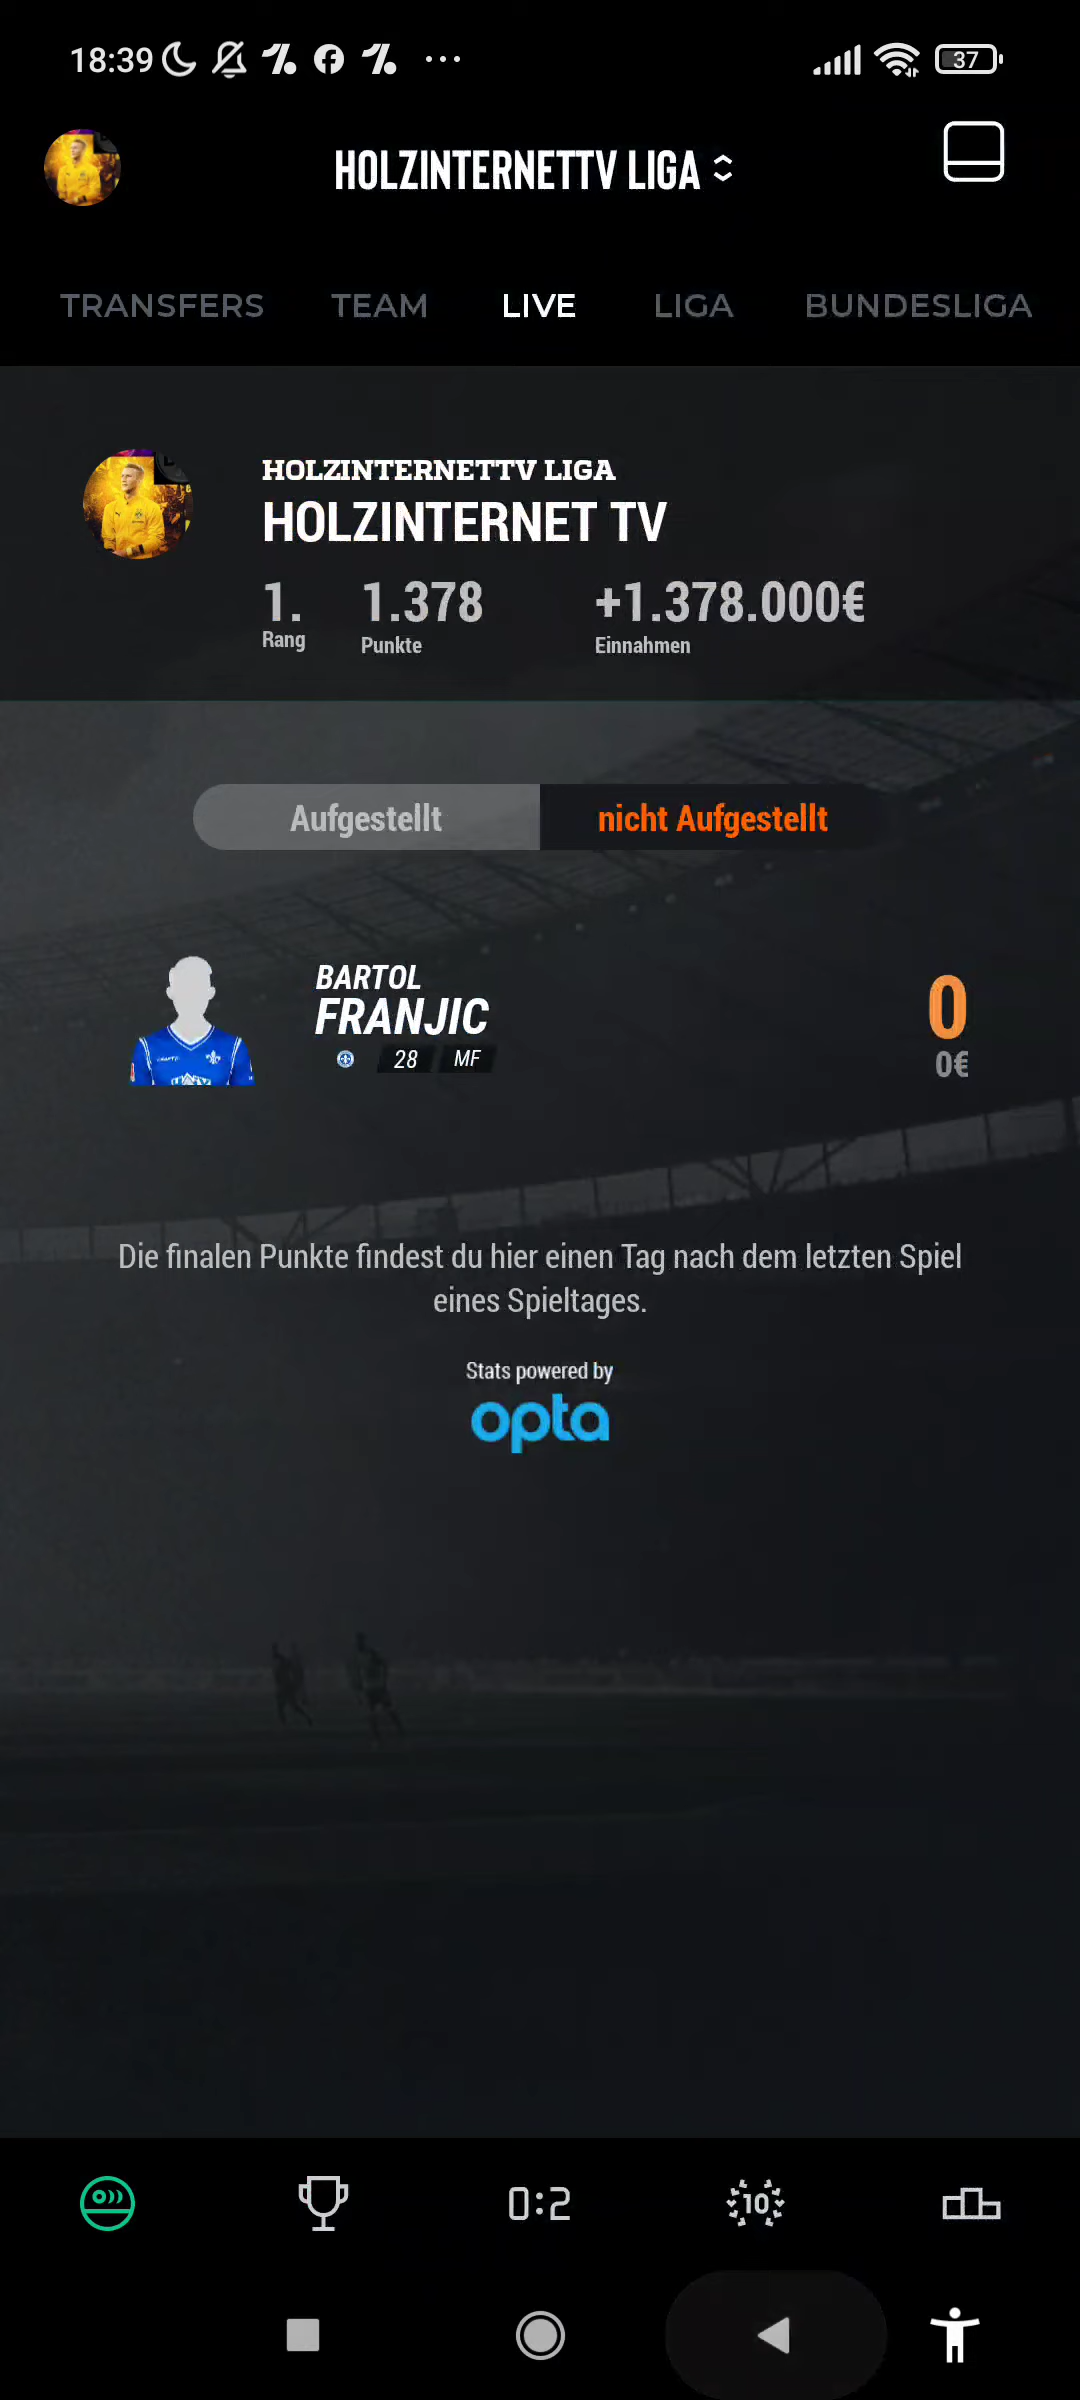 18:39
37
HOLZINTERNETTV LIGA
TRANSFERS TEAM LIVE LIGA BUNDESLIGA
HOLZINTERNETTV LIGA
HOLZINTERNET TV
1. 1.378 +1.378.000€
Rang Punkte Einnahmen
Aufgestellt nicht Aufgestellt
BARTOL
FRANJIC
28 MF
0
0€
Die finalen Punkte findest du hier einen Tag nach dem letzten Spiel
eines Spieltages.
Stats powered by
opta
0:2 10